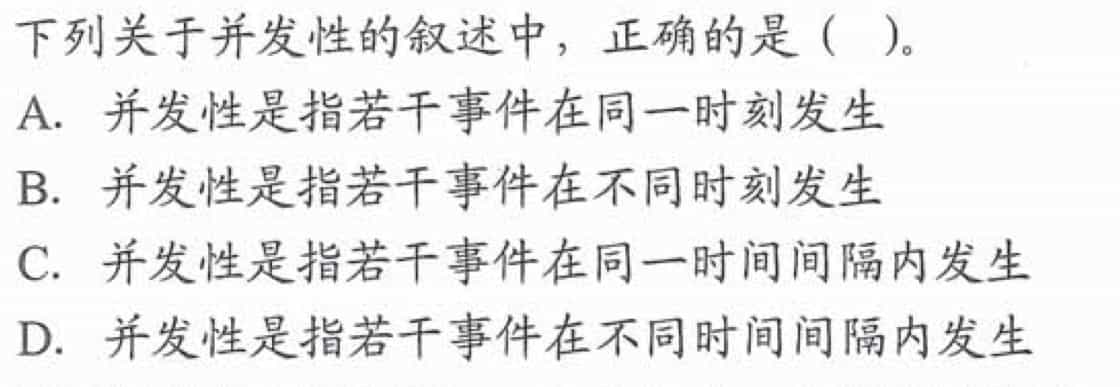 下列关于并发性的叙述中，正确的是（ ）。
A. 并发性是指若干事件在同一时刻发生
B. 并发性是指若干事件在不同时刻发生
C. 并发性是指若干事件在同一时间间隔内发生
D. 并发性是指若干事件在不同时间间隔内发生